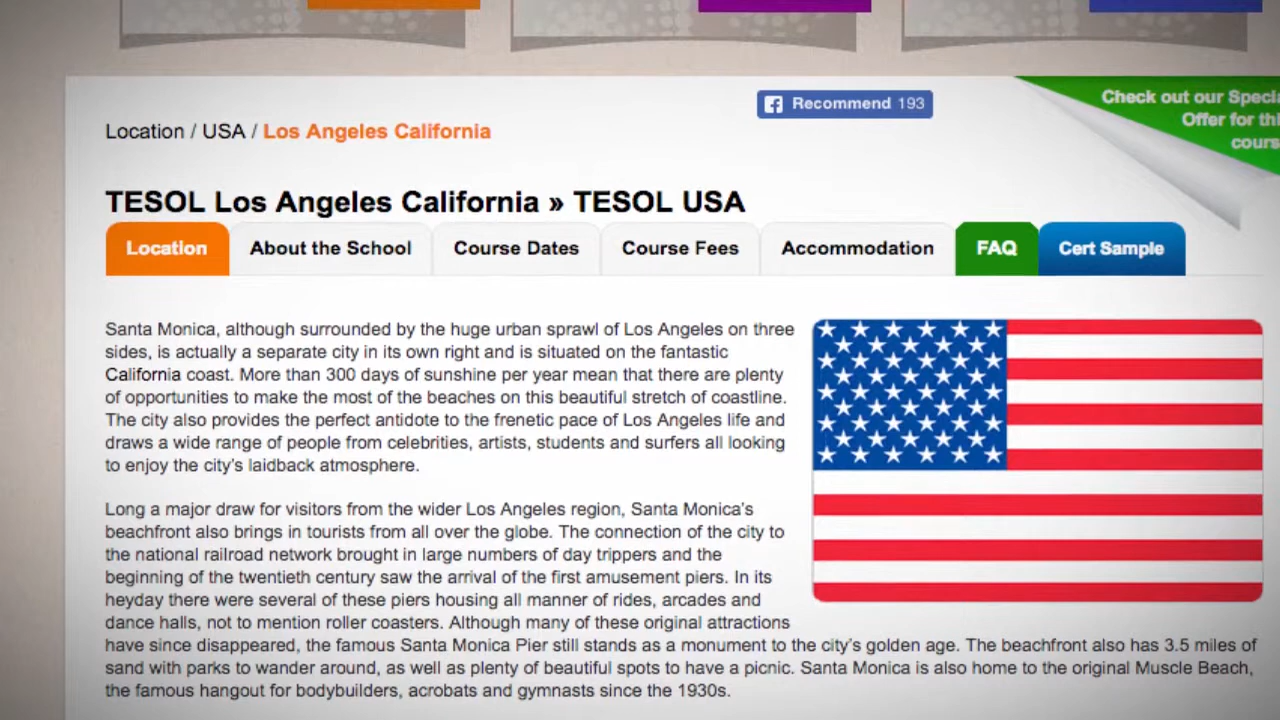 Recommend 193
Check out our Specia
Offer for thi
cours
Location / USA / Los Angeles California
TESOL Los Angeles California » TESOL USA
Location About the School Course Dates Course Fees Accommodation FAQ Cert Sample
Santa Monica, although surrounded by the huge urban sprawl of Los Angeles on three
sides, is actually a separate city in its own right and is situated on the fantastic
California coast. More than 300 days of sunshine per year mean that there are plenty
of opportunities to make the most of the beaches on this beautiful stretch of coastline.
The city also provides the perfect antidote to the frenetic pace of Los Angeles life and
draws a wide range of people from celebrities, artists, students and surfers all looking
to enjoy the city's laidback atmosphere.
Long a major draw for visitors from the wider Los Angeles region, Santa Monica's
beachfront also brings in tourists from all over the globe. The connection of the city to
the national railroad network brought in large numbers of day trippers and the
beginning of the twentieth century saw the arrival of the first amusement piers. In its
heyday there were several of these piers housing all manner of rides, arcades and
dance halls, not to mention roller coasters. Although many of these original attractions
have since disappeared, the famous Santa Monica Pier still stands as a monument to the city's golden age. The beachfront also has 3.5 miles of
sand with parks to wander around, as well as plenty of beautiful spots to have a picnic. Santa Monica is also home to the original Muscle Beach,
the famous hangout for bodybuilders, acrobats and gymnasts since the 1930s.